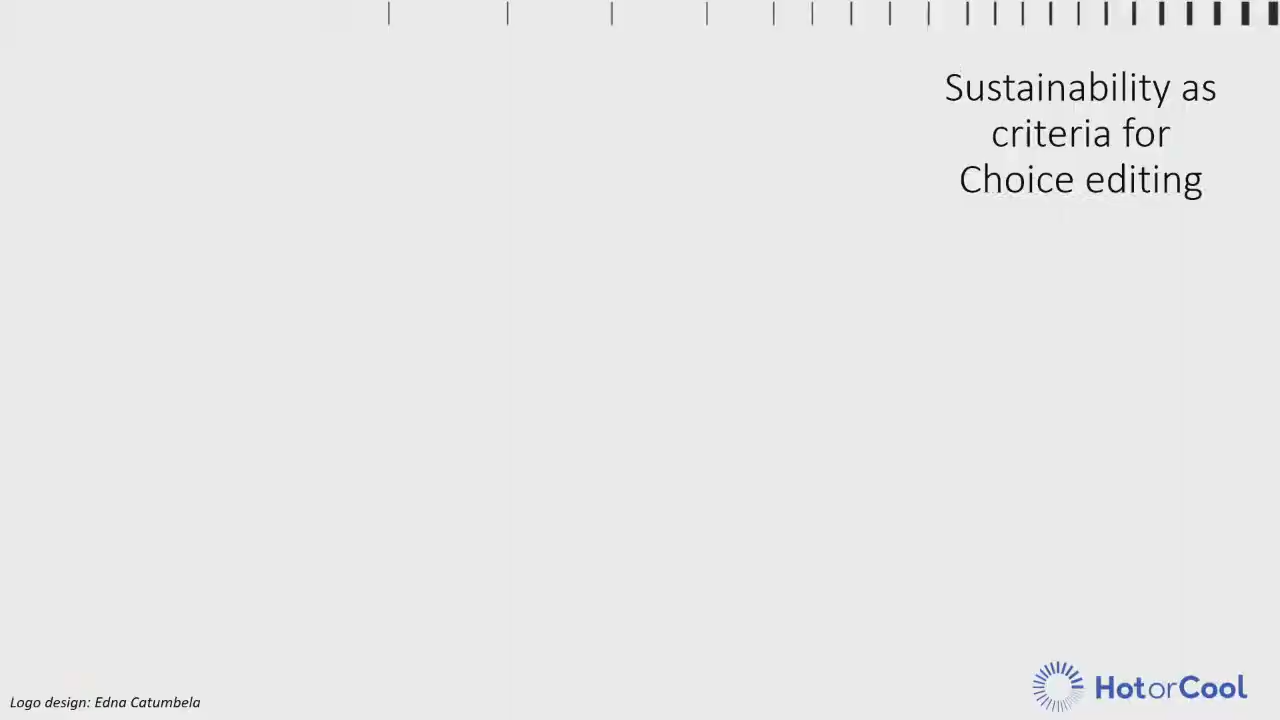 Sustainability as
criteria for
Choice editing
Logo design: Edna Catumbela
HotorCool